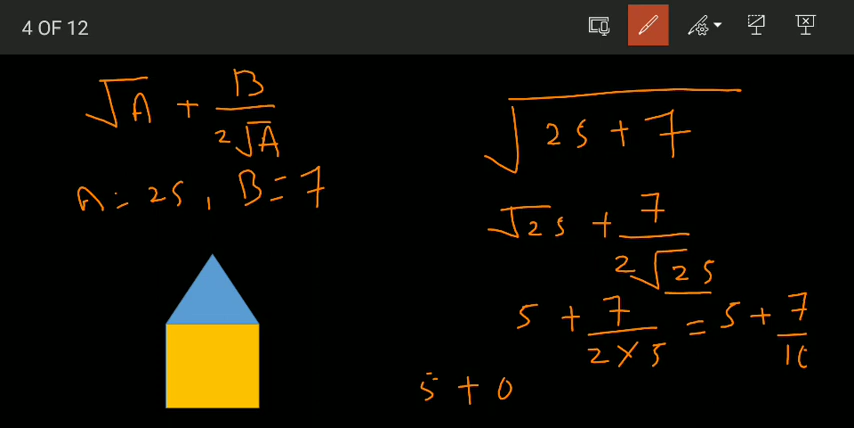 4 OF 12
√A + B/(2√A)
A = 25, B = 7
√(25 + 7)
√25 + 7/(2√25)
5 + 7/(2 × 5) = 5 + 7/10
5 + 0